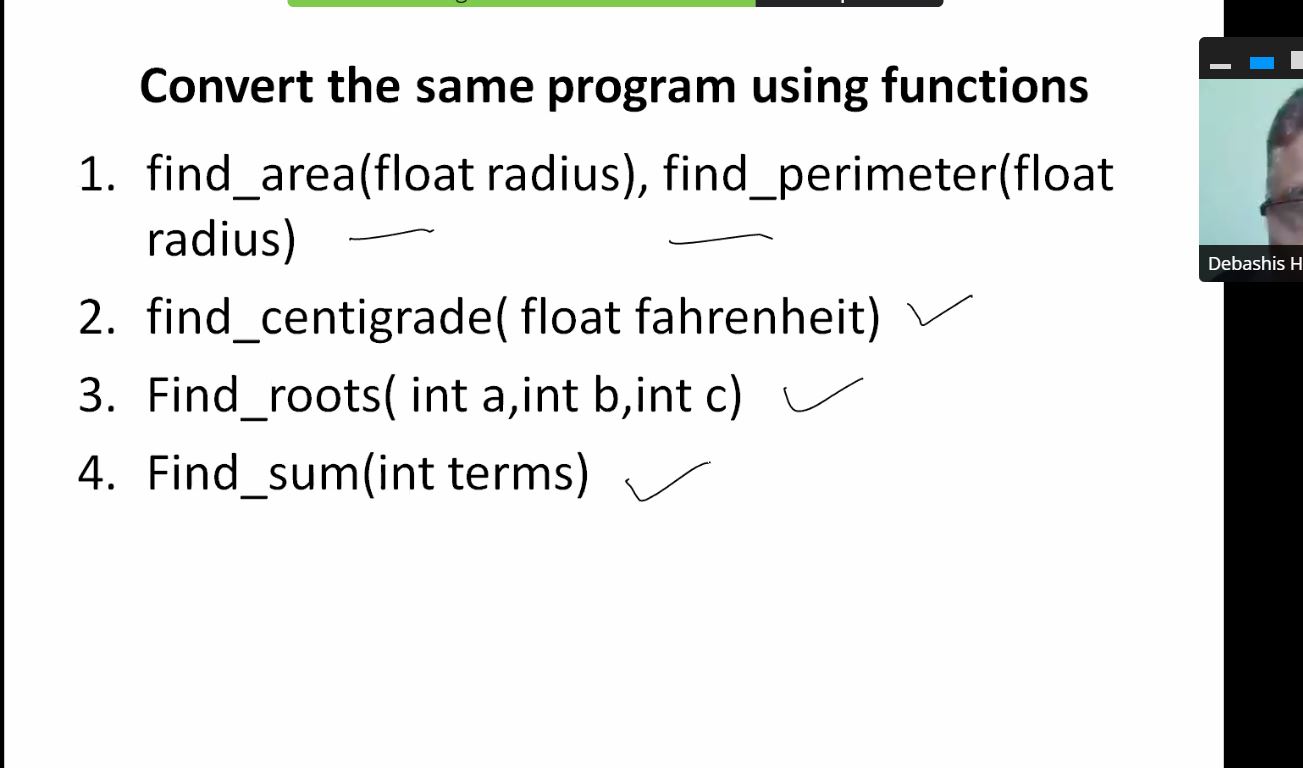 Convert the same program using functions
1. find_area(float radius), find_perimeter(float
radius)
2. find_centigrade( float fahrenheit)
3. Find_roots( int a,int b,int c)
4. Find_sum(int terms)
Debashis H